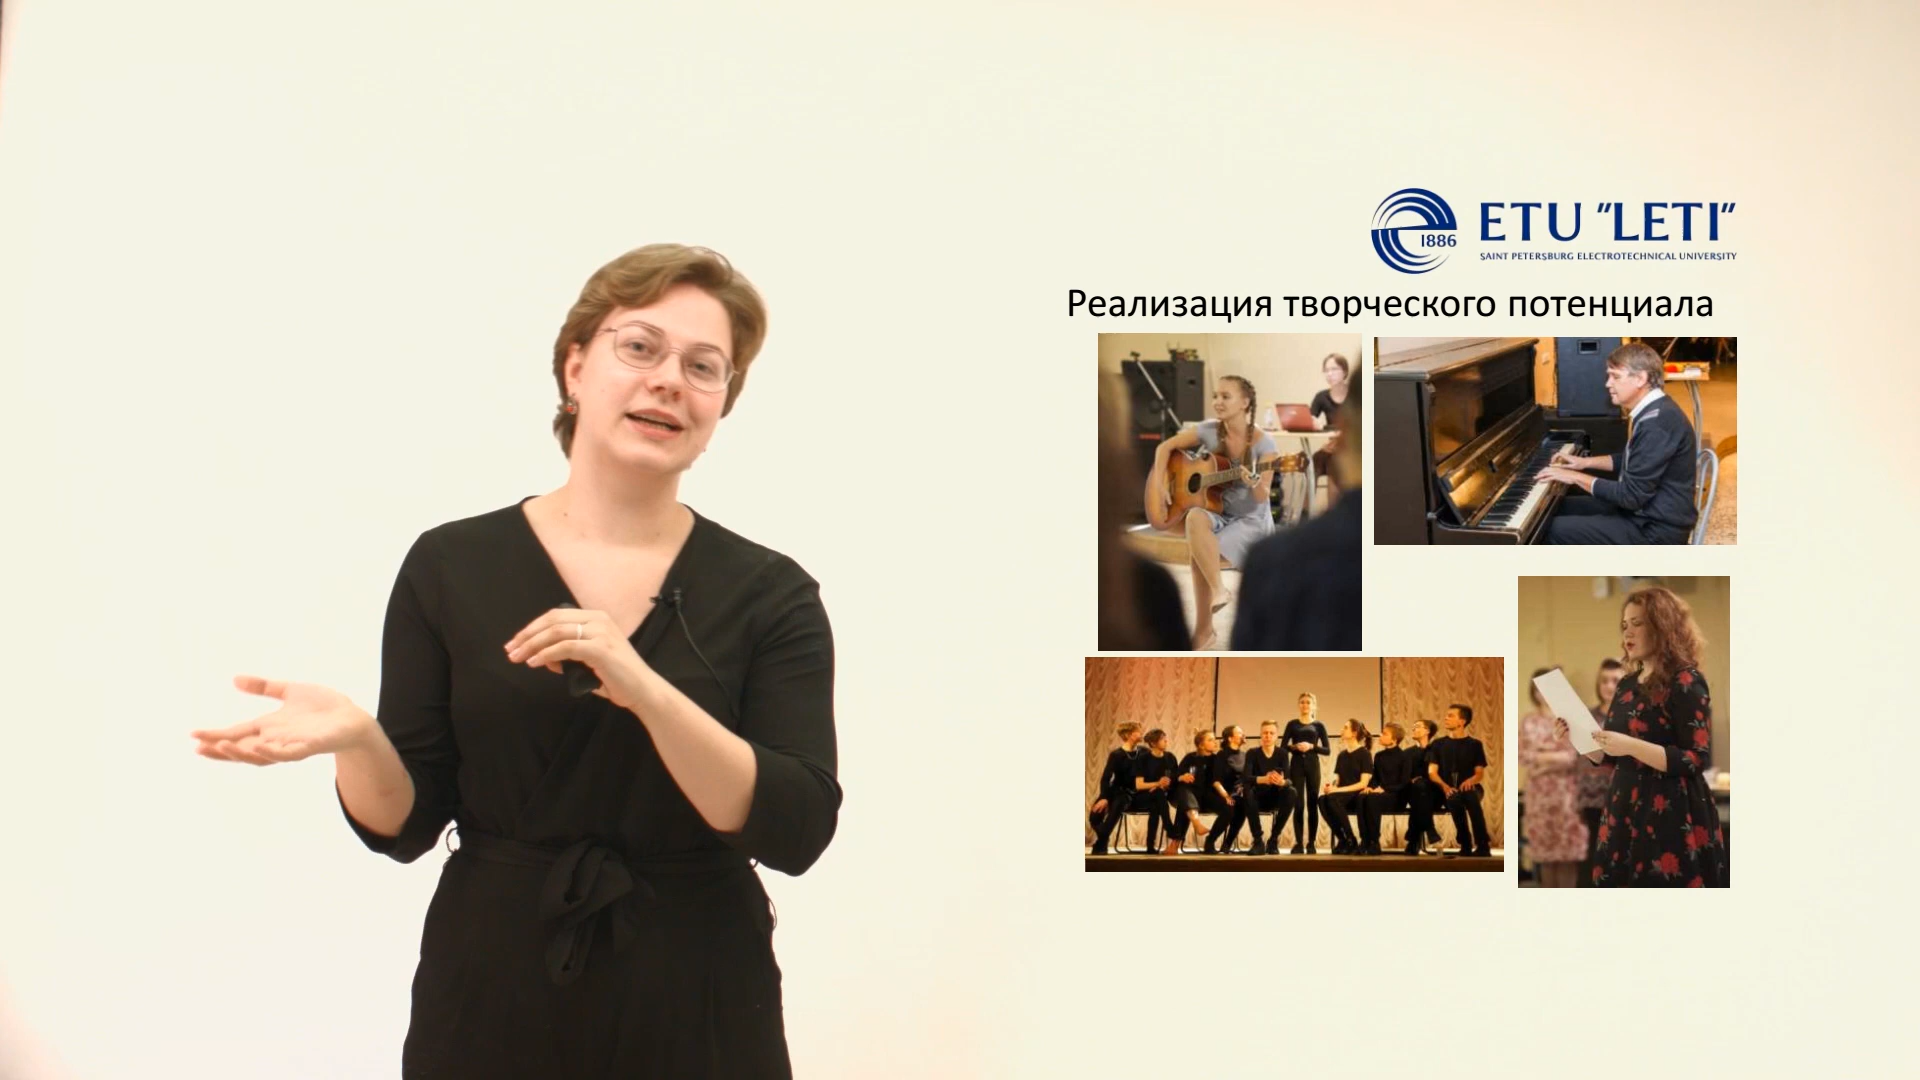 1886
ETU "LETI"
SAINT PETERSBURG ELECTROTECHNICAL UNIVERSITY
Реализация творческого потенциала